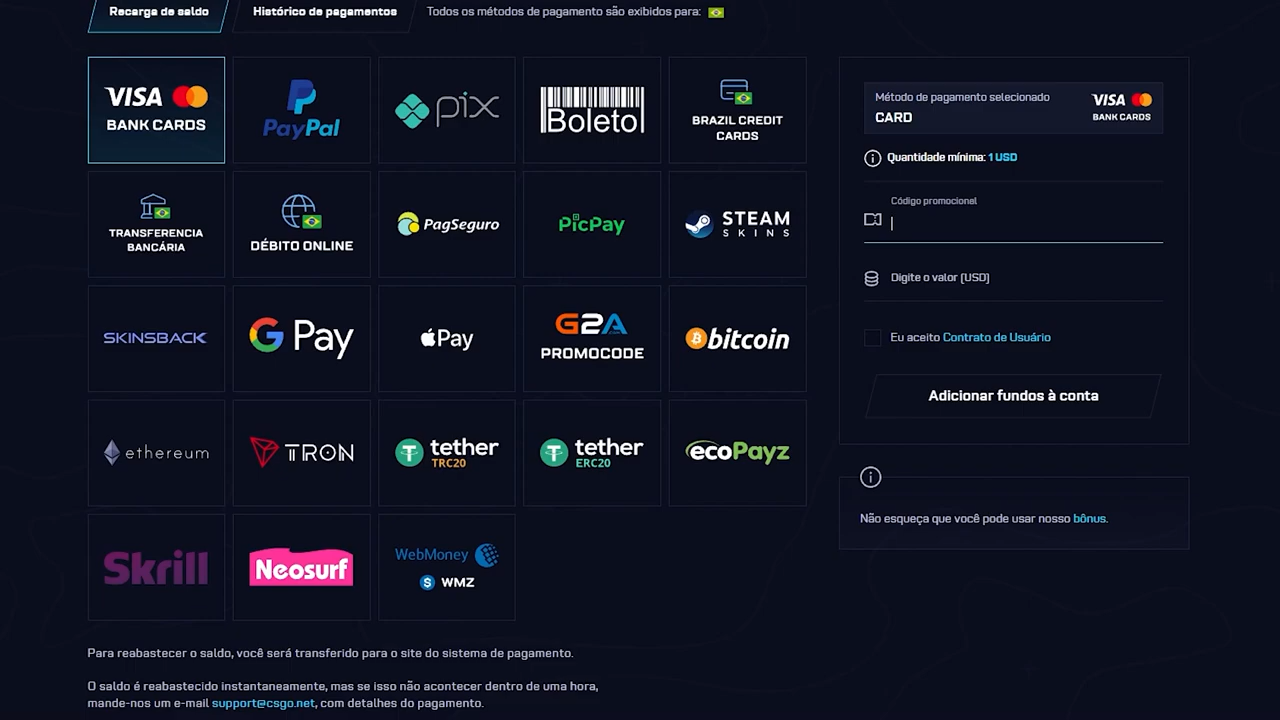 Recarga de saldo
Histórico de pagamentos
Todos os métodos de pagamento são exibidos para:
VISA
BANK CARDS
PayPal
pix
Boleto
BRAZIL CREDIT
CARDS
TRANSFERENCIA
BANCÁRIA
DÉBITO ONLINE
PagSeguro
PicPay
STEAM
SKINS
SKINSBACK
G Pay
Pay
G2A
.COM
PROMOCODE
bitcoin
ethereum
TRON
tether
TRC20
tether
ERC20
ecoPayz
Skrill
Neosurf
WebMoney
WMZ
Para reabastecer o saldo, você será transferido para o site do sistema de pagamento.
O saldo é reabastecido instantaneamente, mas se isso não acontecer dentro de uma hora,
mande-nos um e-mail support@csgo.net, com detalhes do pagamento.
Método de pagamento selecionado
CARD
VISA
BANK CARDS
Quantidade mínima: 1 USD
Código promocional
Digite o valor (USD)
Eu aceito Contrato de Usuário
Adicionar fundos à conta
Não esqueça que você pode usar nosso bônus.